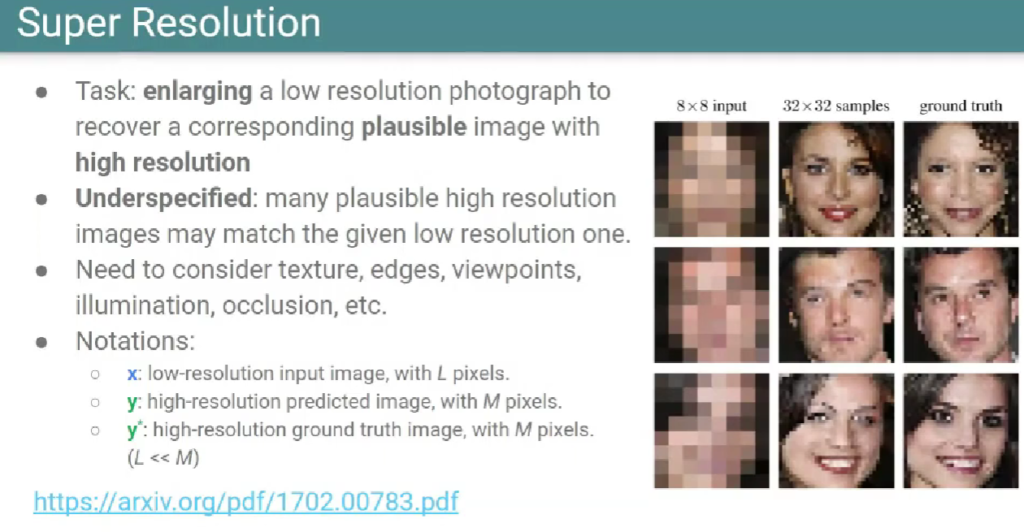 Super Resolution
● Task: enlarging a low resolution photograph to
recover a corresponding plausible image with
high resolution
● Underspecified: many plausible high resolution
images may match the given low resolution one.
● Need to consider texture, edges, viewpoints,
illumination, occlusion, etc.
● Notations:
○ x: low-resolution input image, with L pixels.
○ y: high-resolution predicted image, with M pixels.
○ y*: high-resolution ground truth image, with M pixels.
(L << M)
https://arxiv.org/pdf/1702.00783.pdf
8×8 input 32×32 samples ground truth